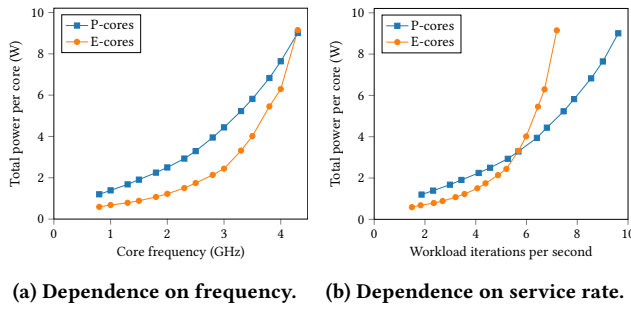 P-cores
E-cores
Total power per core (W)
10
8
6
4
2
0
1
2
3
4
Core frequency (GHz)
(a) Dependence on frequency.
P-cores
E-cores
Total power per core (W)
10
8
6
4
2
0
0
2
4
6
8
10
Workload iterations per second
(b) Dependence on service rate.